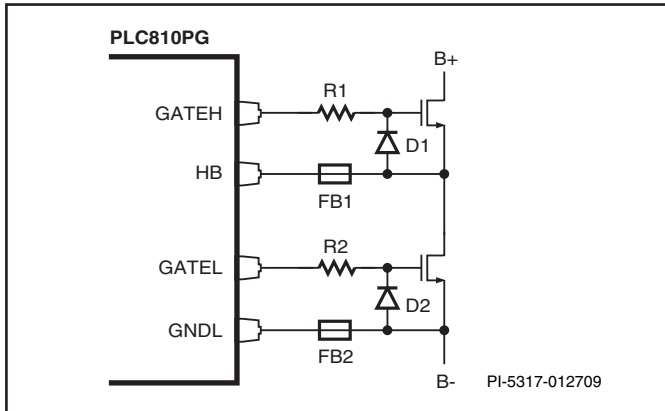 PLC810PG
B+
R1
GATEH
D1
HB
FB1
R2
GATEL
D2
GNDL
FB2
B-
PI-5317-012709